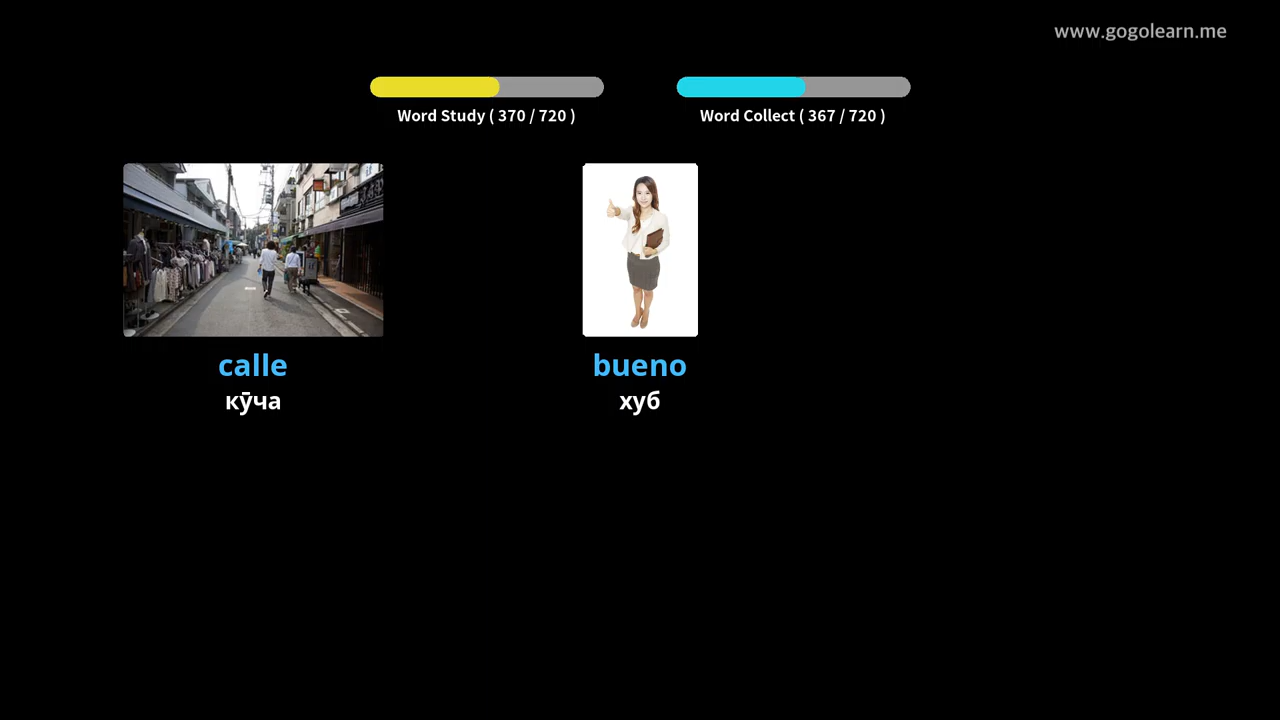 www.gogolearn.me
Word Study ( 370 / 720 )
Word Collect ( 367 / 720 )
calle
кӯча
bueno
хуб